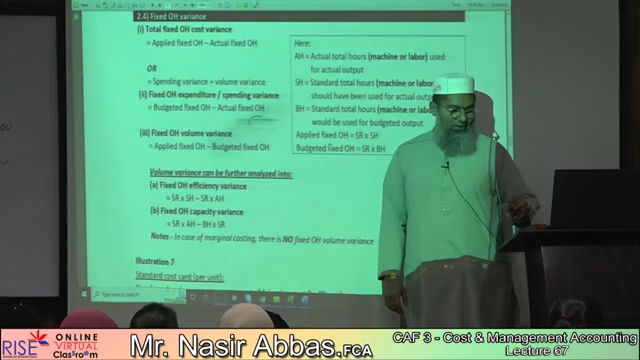 2.4) Fixed OH variance
(i) Total fixed OH cost variance
= Applied fixed OH – Actual fixed OH
OR
= Spending variance + volume variance
(ii) Fixed OH expenditure / spending variance
= Budgeted fixed OH – Actual fixed OH
(iii) Fixed OH volume variance
= Applied fixed OH – Budgeted fixed OH
Here:
AH = Actual total hours (machine or labor) used
for actual output
SH = Standard total hours (machine or labor)
should have been used for actual output
BH = Standard total hours (machine or labor)
would be used for budgeted output
Applied fixed OH = SR x SH
Budgeted fixed OH = SR x BH
Volume variance can be further analyzed into:
(a) Fixed OH efficiency variance
= SR x SH – SR x AH
(b) Fixed OH capacity variance
= SR x AH – BH x SR
Notes - In case of marginal costing, there is NO fixed OH volume variance
Illustration 7
Standard cost card (per unit):
Type here to search
RISE
ONLINE
VIRTUAL
Classroom
Mr. Nasir Abbas.FCA
CAF 3 - Cost & Management Accounting
Lecture 67